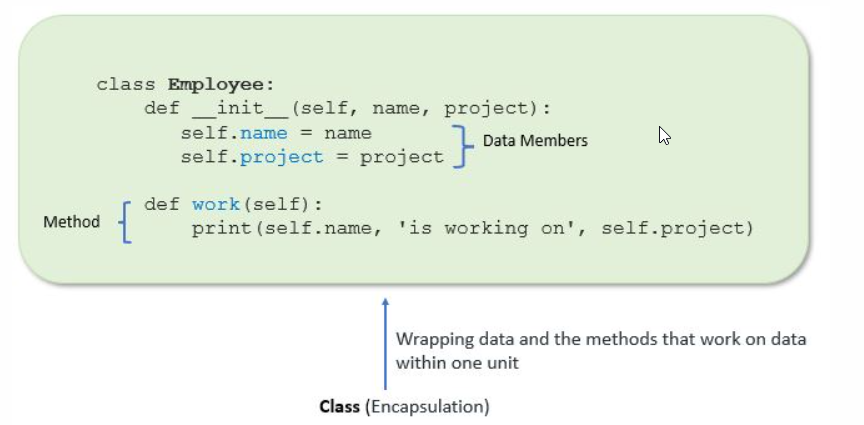 class Employee:
def __init__(self, name, project):
self.name = name
self.project = project
Data Members
def work(self):
Method
print(self.name, 'is working on', self.project)
Wrapping data and the methods that work on data
within one unit
Class (Encapsulation)